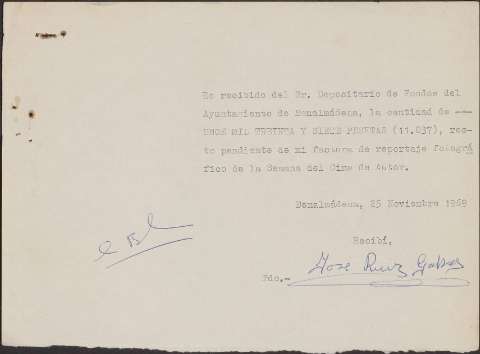 He recibido del Sr. Depositario de Fondos del
Ayuntamiento de Benalmádena, la cantidad de ---
ONCE MIL TREINTA Y SIETE PESETAS (11.037), res-
to pendiente de mi factura de reportaje fotográ
fico de la Semana del Cine de Autor.
Benalmádena, 25 Noviembre 1969
Recibí,
Fdo.- Jose Ruiz